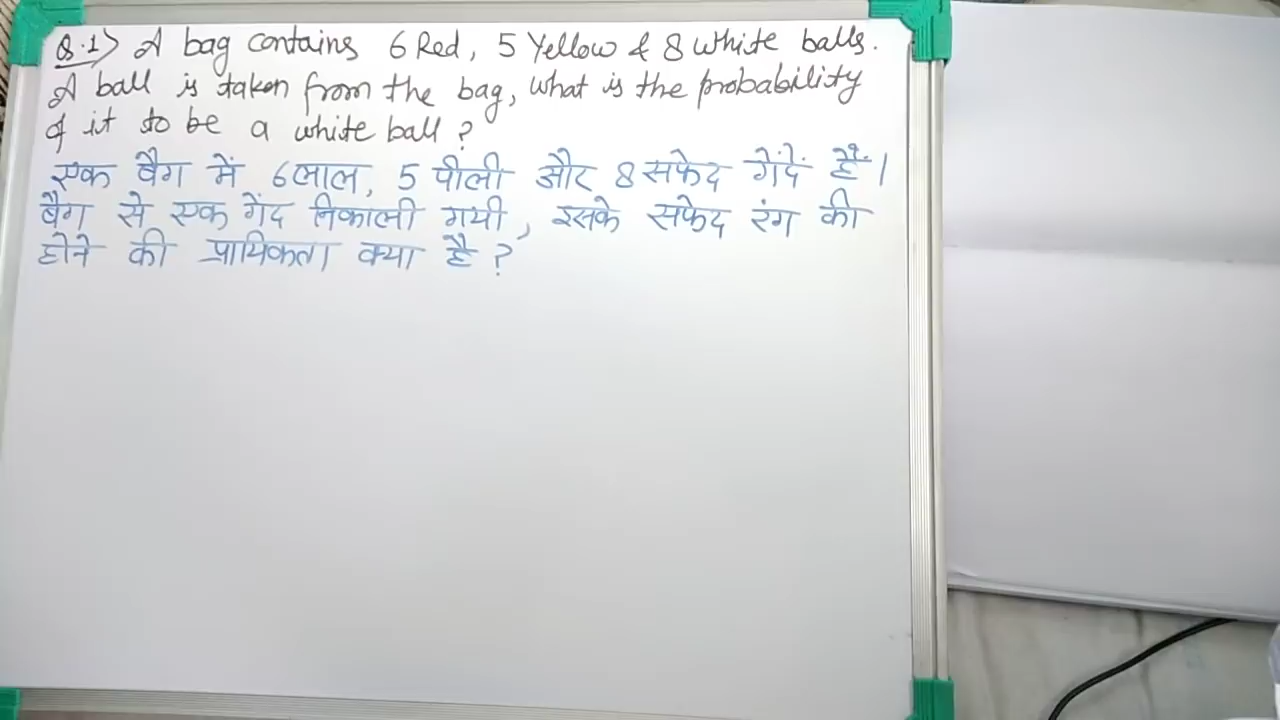 Q.1> A bag contains 6 Red, 5 Yellow & 8 white balls.
A ball is taken from the bag, what is the probability
of it to be a white ball ?
एक बैग में 6 लाल, 5 पीली और 8 सफेद गेंदें हैं।
बैग से एक गेंद निकाली गयी, इसके सफेद रंग की
होने की प्रायिकता क्या है ?